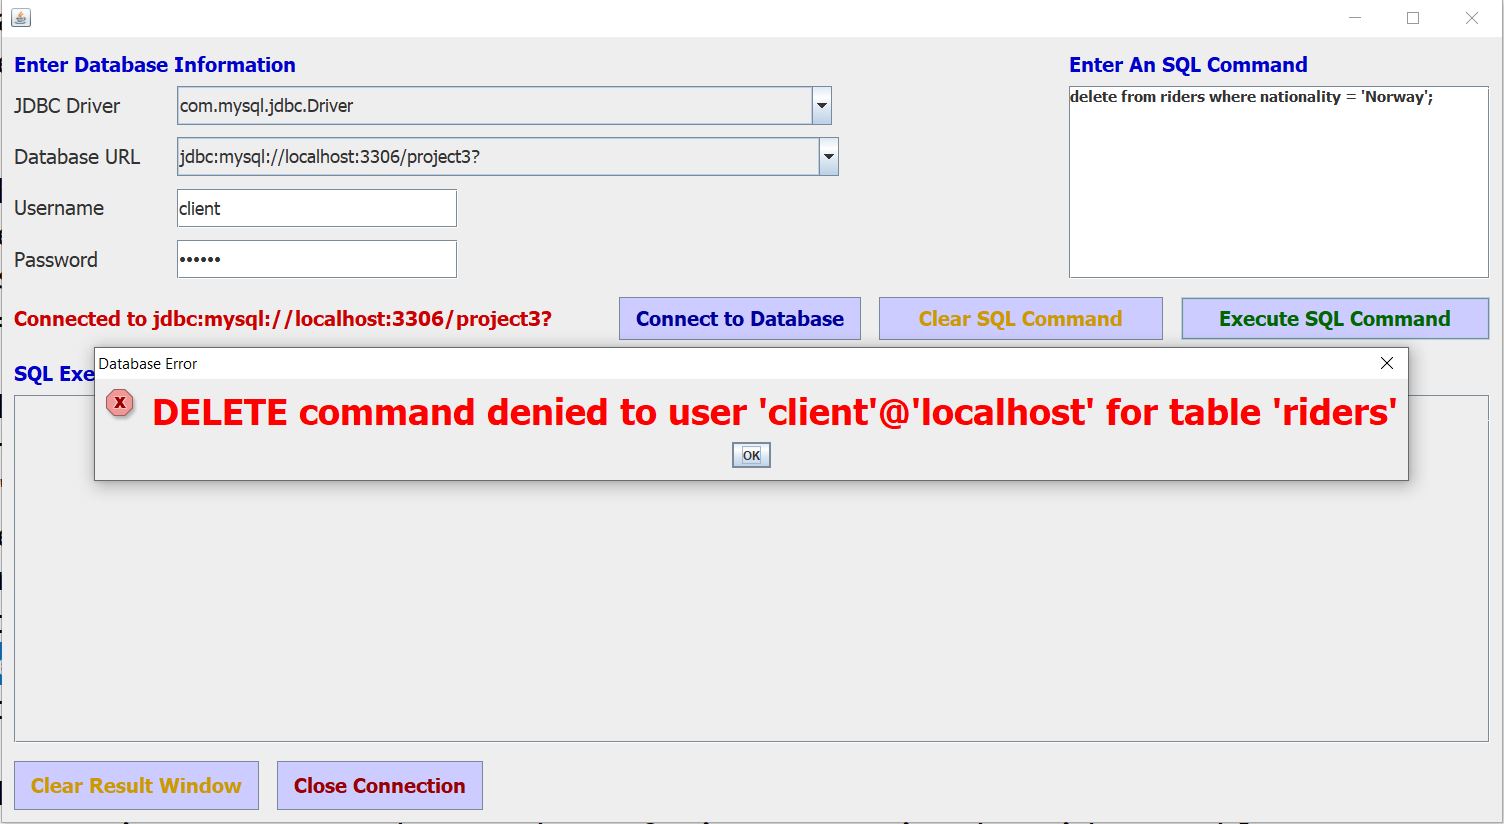 Enter Database Information
Enter An SQL Command
JDBC Driver
com.mysql.jdbc.Driver
delete from riders where nationality = 'Norway';
Database URL
jdbc:mysql://localhost:3306/project3?
Username
client
Password
••••••
Connected to jdbc:mysql://localhost:3306/project3?
Connect to Database
Clear SQL Command
Execute SQL Command
SQL Exe
Database Error
x
DELETE command denied to user 'client'@'localhost' for table 'riders'
OK
Clear Result Window
Close Connection